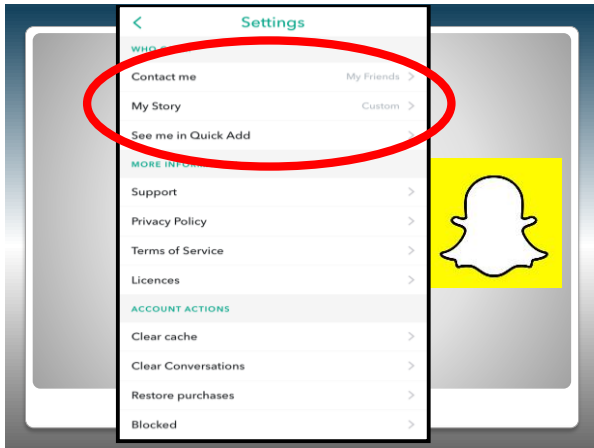 Settings
WHO
Contact me My Friends
My Story Custom
See me in Quick Add
MORE
Support
Privacy Policy
Terms of Service
Licences
ACCOUNT ACTIONS
Clear cache
Clear Conversations
Restore purchases
Blocked